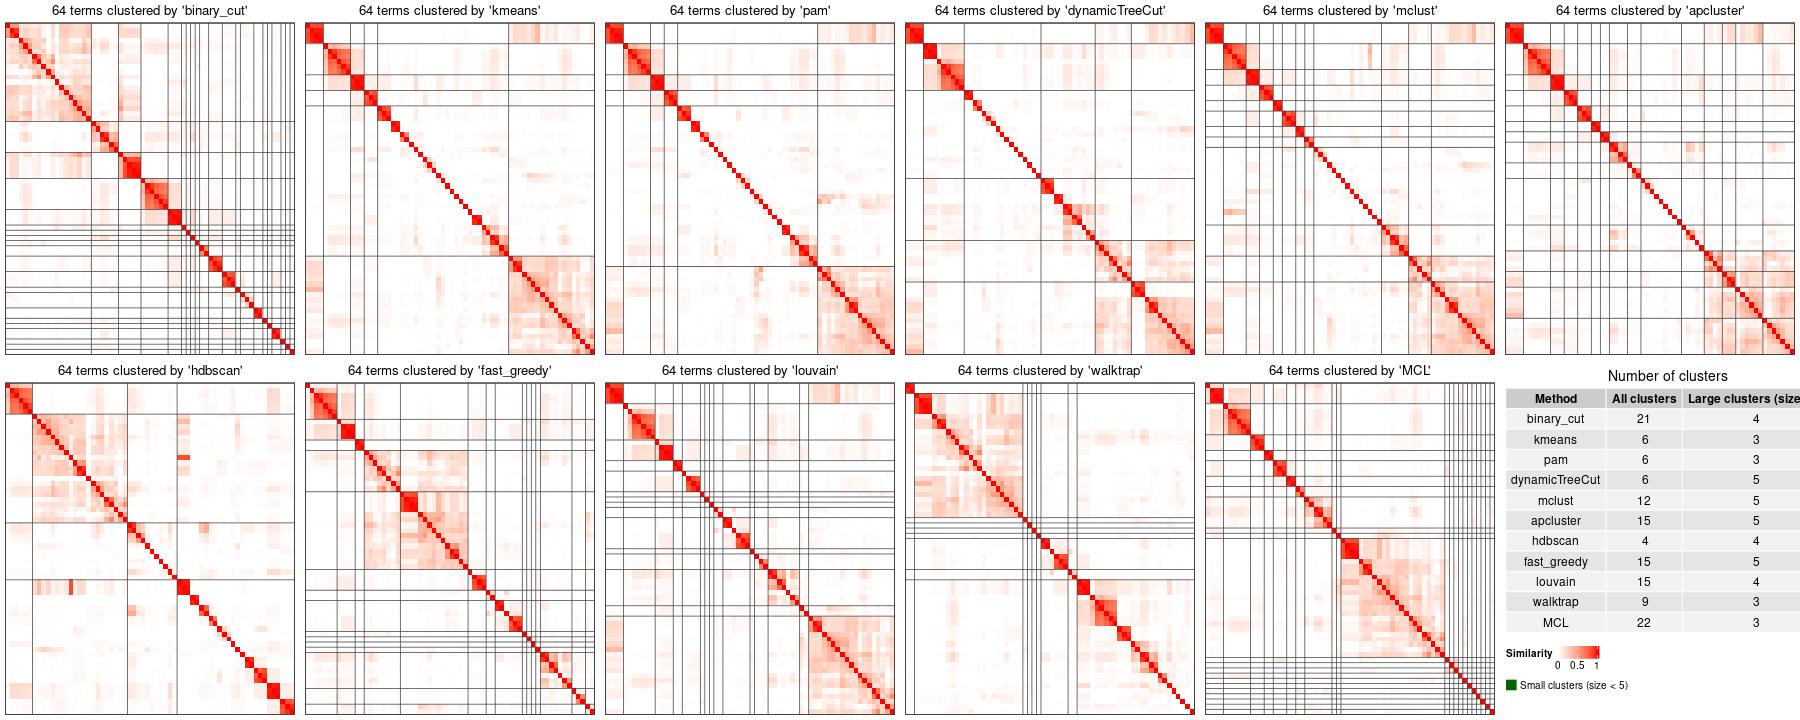 64 terms clustered by 'binary_cut'
64 terms clustered by 'kmeans'
64 terms clustered by 'pam'
64 terms clustered by 'dynamicTreeCut'
64 terms clustered by 'mclust'
64 terms clustered by 'apcluster'
64 terms clustered by 'hdbscan'
64 terms clustered by 'fast_greedy'
64 terms clustered by 'louvain'
64 terms clustered by 'walktrap'
64 terms clustered by 'MCL'
Number of clusters
Method All clusters Large clusters (size
binary_cut 21 4
kmeans 6 3
pam 6 3
dynamicTreeCut 6 5
mclust 12 5
apcluster 15 5
hdbscan 4 4
fast_greedy 15 5
louvain 15 4
walktrap 9 3
MCL 22 3
Similarity
0 0.5 1
Small clusters (size < 5)